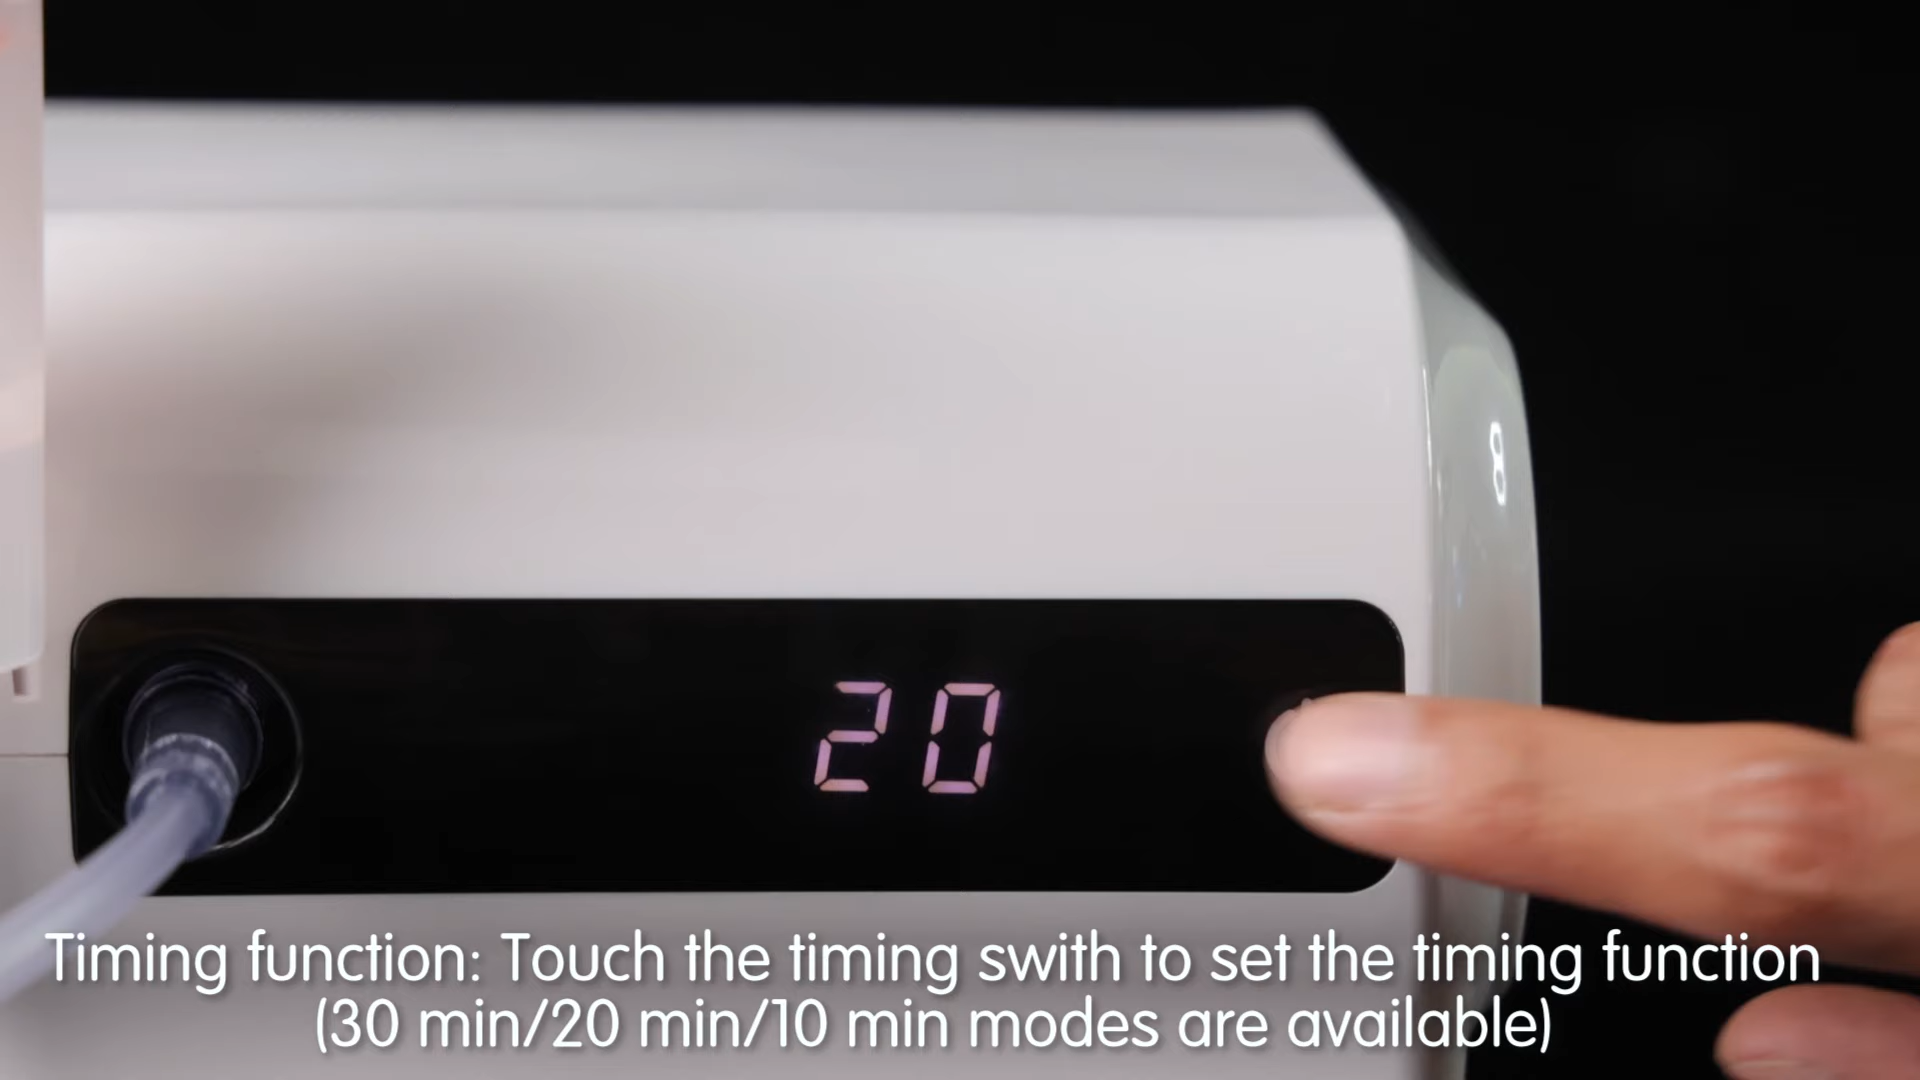 20
Timing function: Touch the timing swith to set the timing function
(30 min/20 min/10 min modes are available)